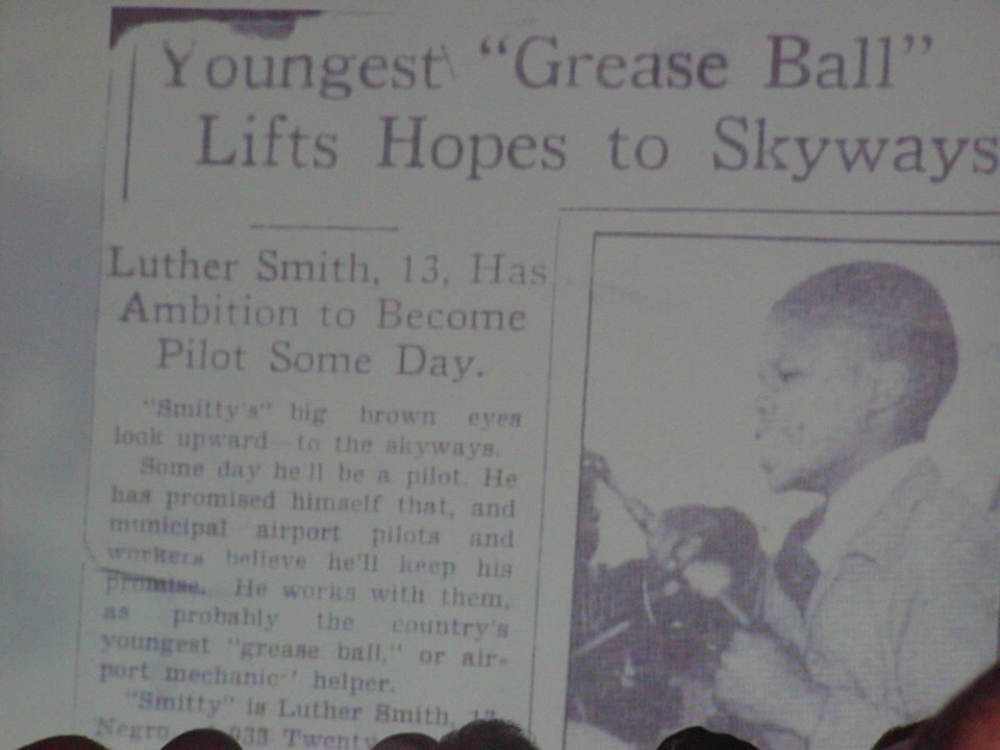 Youngest "Grease Ball"
Lifts Hopes to Skyways
Luther Smith, 13, Has
Ambition to Become
Pilot Some Day.
"Smitty's" big brown eyes
look upward—to the skyways.
Some day he'll be a pilot. He
has promised himself that, and
municipal airport pilots and
workers believe he'll keep his
promise. He works with them,
as probably the country's
youngest "grease ball," or air-
port mechanic' helper.
"Smitty" is Luther Smith,
Negro, 933 Twenty